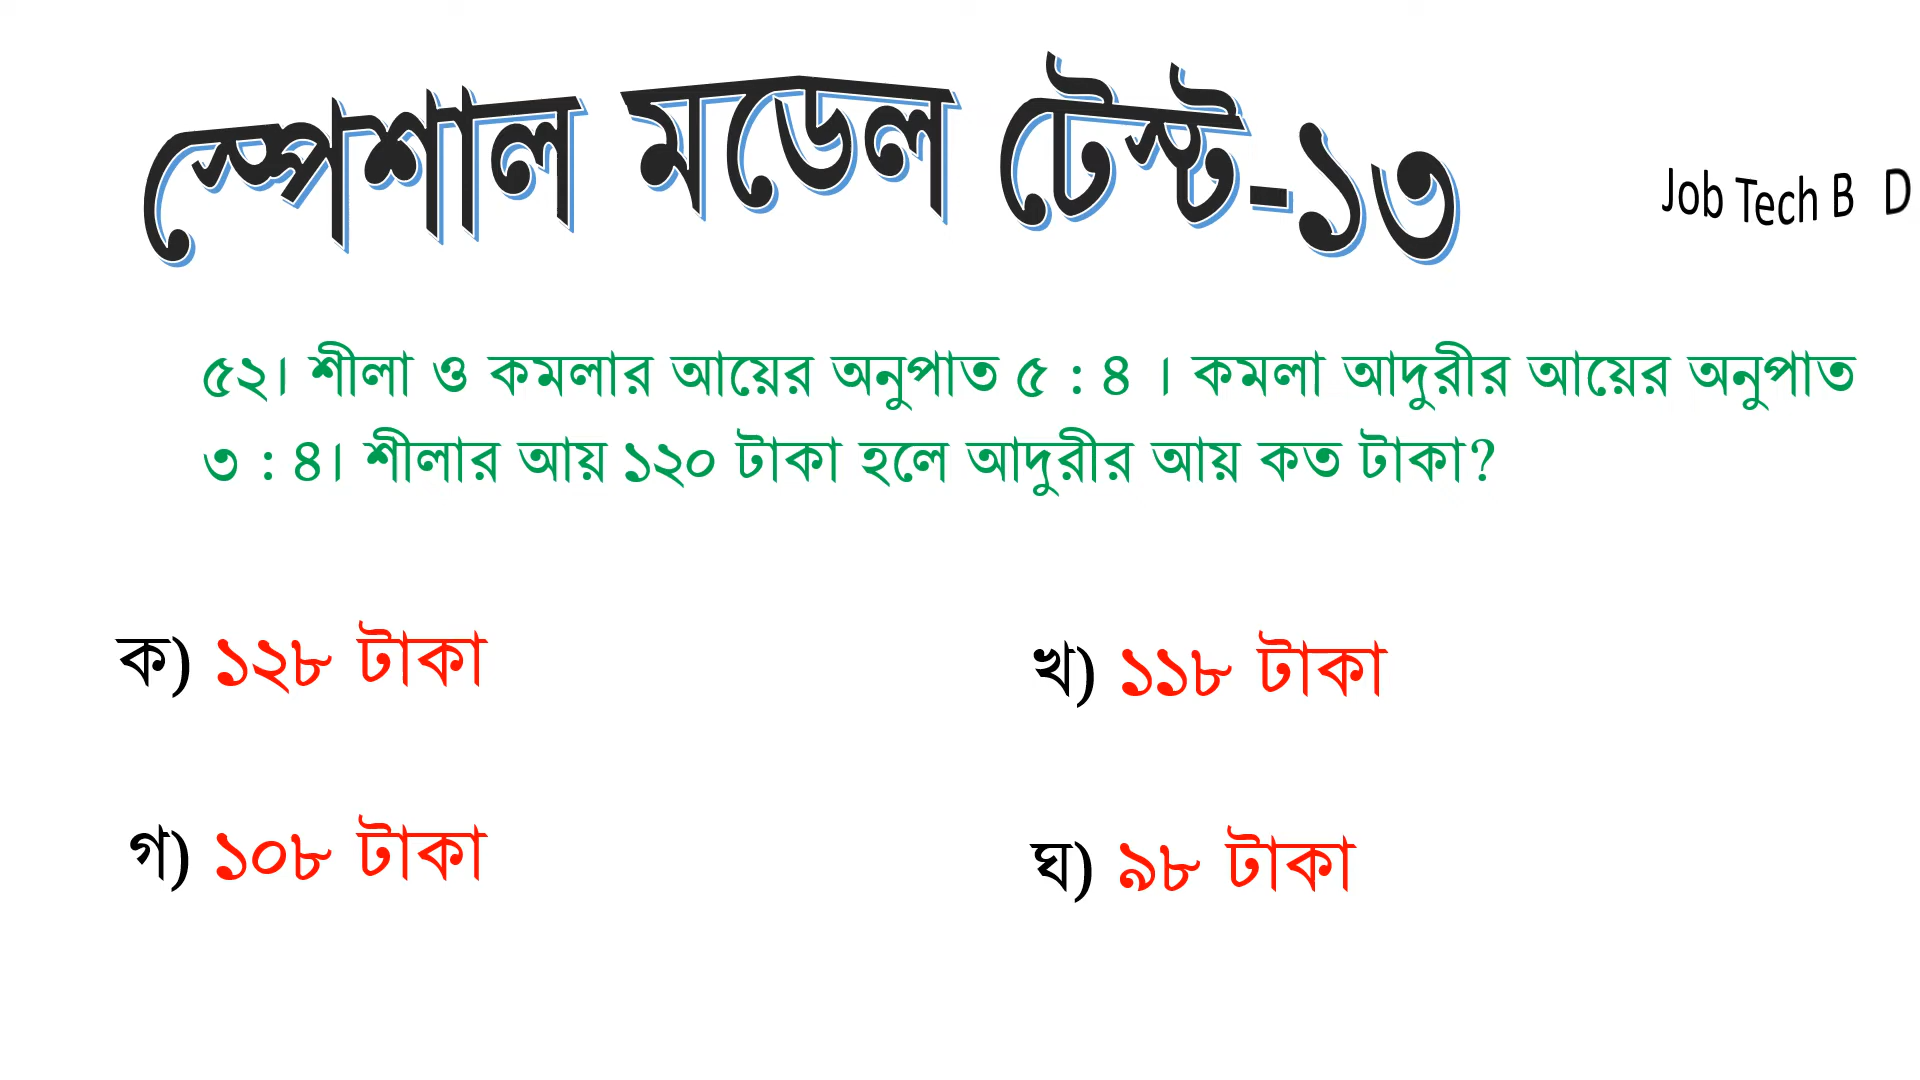 স্পেশাল মডেল টেস্ট-১৩
Job Tech B D
৫২। শীলা ও কমলার আয়ের অনুপাত ৫ : ৪ । কমলা আদুরীর আয়ের অনুপাত
৩ : ৪। শীলার আয় ১২০ টাকা হলে আদুরীর আয় কত টাকা?
ক) ১২৮ টাকা
খ) ১১৮ টাকা
গ) ১০৮ টাকা
ঘ) ৯৮ টাকা